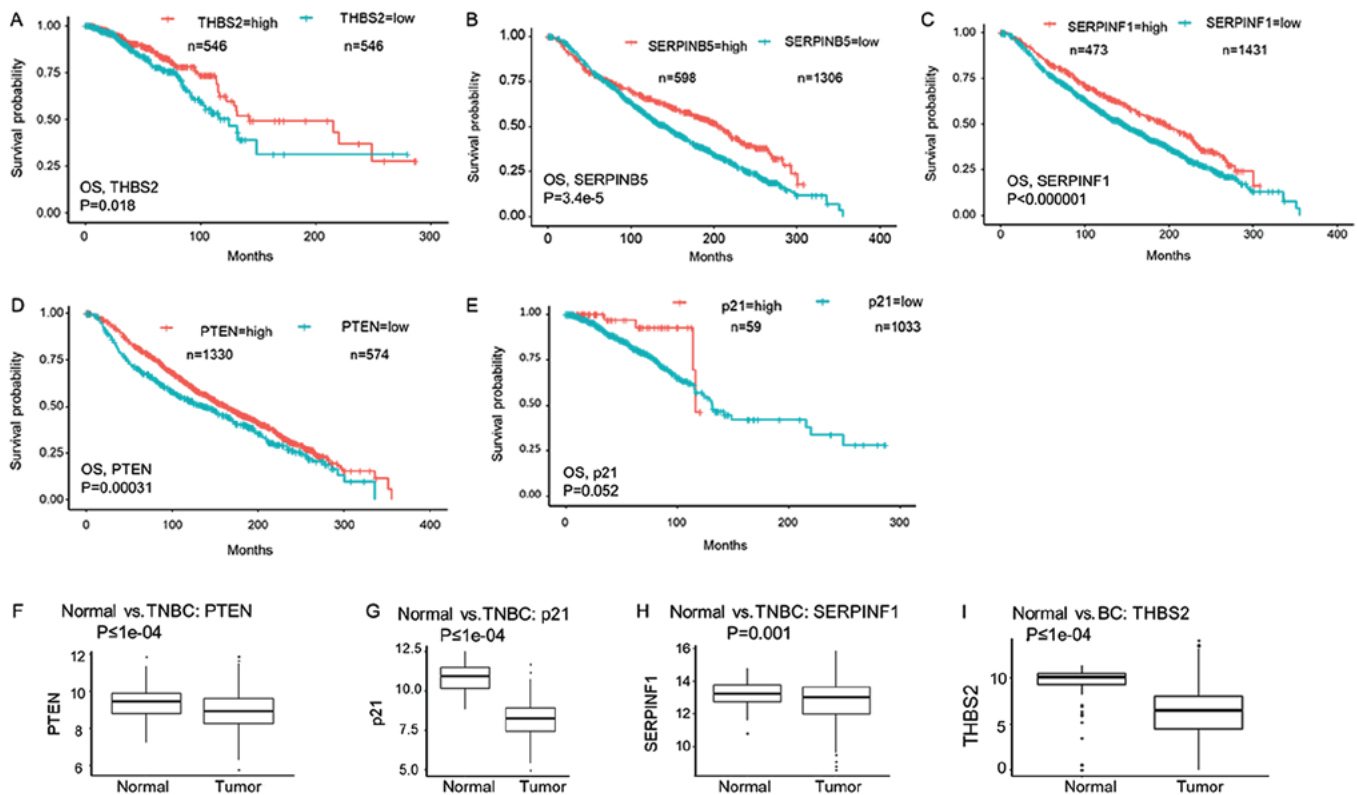 A
THBS2=high THBS2=low
n=546 n=546
1.00
0.75
0.50
0.25
0.00
Survival probability
OS, THBS2
P=0.018
0 100 200 300
Months
B
SERPINB5=high SERPINB5=low
n=598 n=1306
1.00
0.75
0.50
0.25
0.00
Survival probability
OS, SERPINB5
P=3.4e-5
0 100 200 300 400
Months
C
SERPINF1=high SERPINF1=low
n=473 n=1431
1.00
0.75
0.50
0.25
0.00
Survival probability
OS, SERPINF1
P<0.000001
0 100 200 300 400
Months
D
PTEN=high PTEN=low
n=1330 n=574
1.00
0.75
0.50
0.25
0.00
Survival probability
OS, PTEN
P=0.00031
0 100 200 300 400
Months
E
p21=high p21=low
n=59 n=1033
1.00
0.75
0.50
0.25
0.00
Survival probability
OS, p21
P=0.052
0 100 200 300
Months
F
Normal vs.TNBC: PTEN
P≤1e-04
12
10
8
6
PTEN
Normal Tumor
G
Normal vs.TNBC: p21
P≤1e-04
12.5
10.0
7.5
5.0
p21
Normal Tumor
H
Normal vs.TNBC: SERPINF1
P=0.001
16
14
12
10
SERPINF1
Normal Tumor
I
Normal vs.BC: THBS2
P≤1e-04
10
5
0
THBS2
Normal Tumor